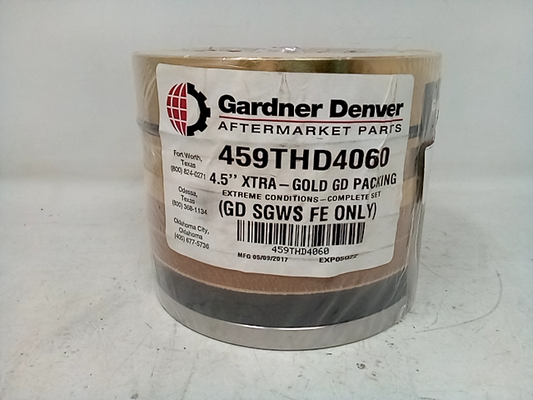 Gardner Denver
AFTERMARKET PARTS
459THD4060
4.5" XTRA-GOLD GD PACKING
EXTREME CONDITIONS-COMPLETE SET
(GD SGWS FE ONLY)
459THD4060
MFG 05/09/2017 EXP05022
Fort Worth,
Texas
(800) 824-0271
Odessa,
Texas
(800) 368-1134
Oklahoma City,
Oklahoma
(405) 677-5736